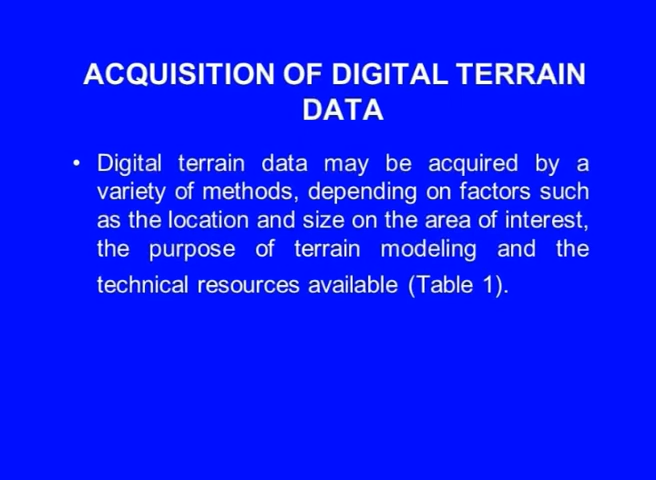 ACQUISITION OF DIGITAL TERRAIN
DATA
• Digital terrain data may be acquired by a
variety of methods, depending on factors such
as the location and size on the area of interest,
the purpose of terrain modeling and the
technical resources available (Table 1).